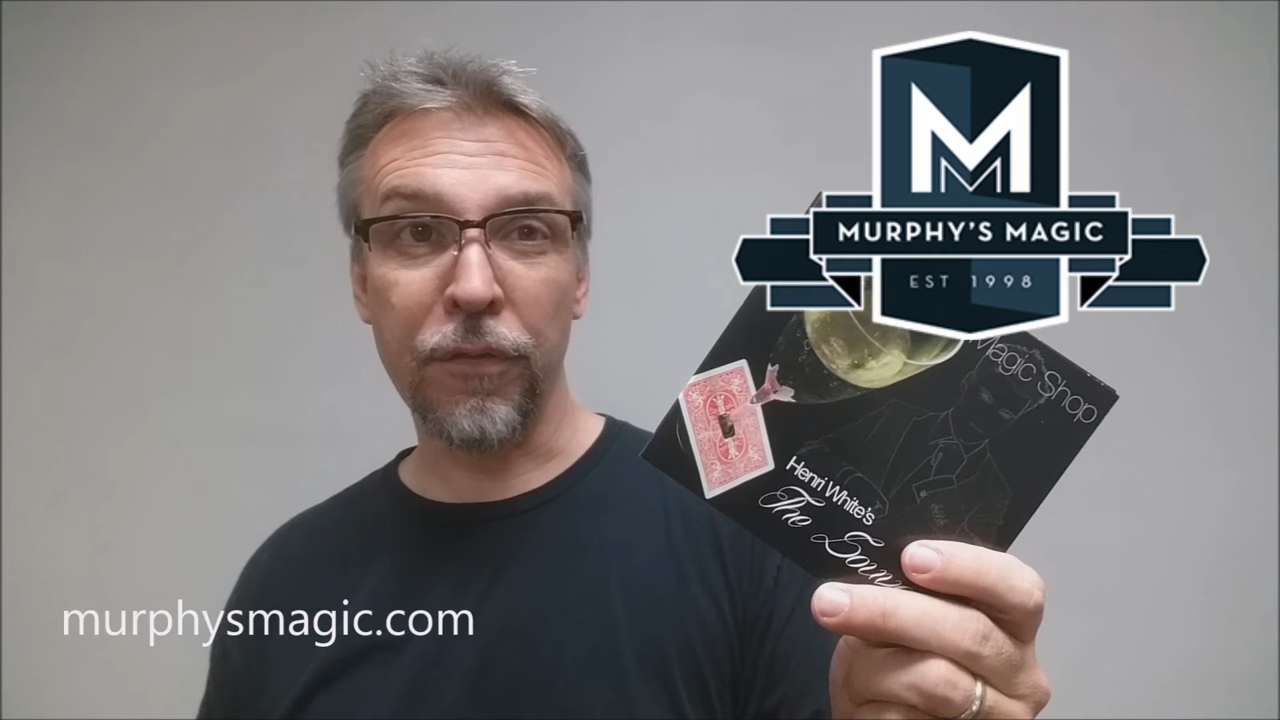 M
M
MURPHY'S MAGIC
EST 1998
Magic Shop
Henri White's
The
murphysmagic.com